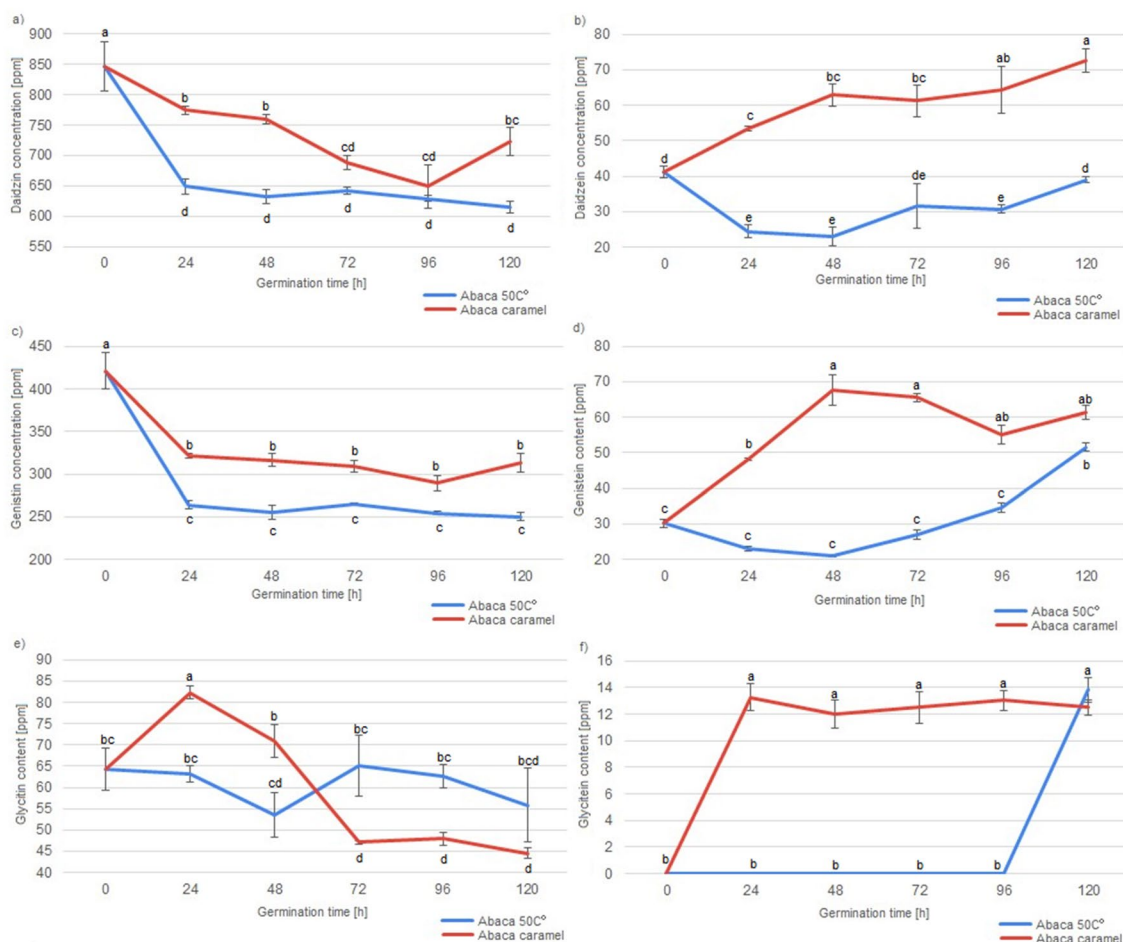 a)
Daidzin concentration [ppm]
900
850
800
750
700
650
600
550
a
b
b
cd
cd
bc
d
d
d
d
d
0 24 48 72 96 120
Germination time [h]
Abaca 50C°
Abaca caramel
b)
Daidzein concentration [ppm]
80
70
60
50
40
30
20
d
c
bc
bc
ab
a
e
e
de
e
d
0 24 48 72 96 120
Germination time [h]
Abaca 50C°
Abaca caramel
c)
Genistin concentration [ppm]
450
400
350
300
250
200
a
b
b
b
b
b
c
c
c
c
c
0 24 48 72 96 120
Germination time [h]
Abaca 50C°
Abaca caramel
d)
Genistein content [ppm]
80
70
60
50
40
30
20
c
b
a
a
ab
ab
c
c
c
c
b
0 24 48 72 96 120
Germination time [h]
Abaca 50C°
Abaca caramel
e)
Glycitin content [ppm]
90
85
80
75
70
65
60
55
50
45
40
bc
a
b
bc
bc
bcd
bc
cd
d
d
d
0 24 48 72 96 120
Germination time [h]
Abaca 50C°
Abaca caramel
f)
Glycitein content [ppm]
16
14
12
10
8
6
4
2
0
b
a
a
a
a
a
b
b
b
b
0 24 48 72 96 120
Germination time [h]
Abaca 50C°
Abaca caramel